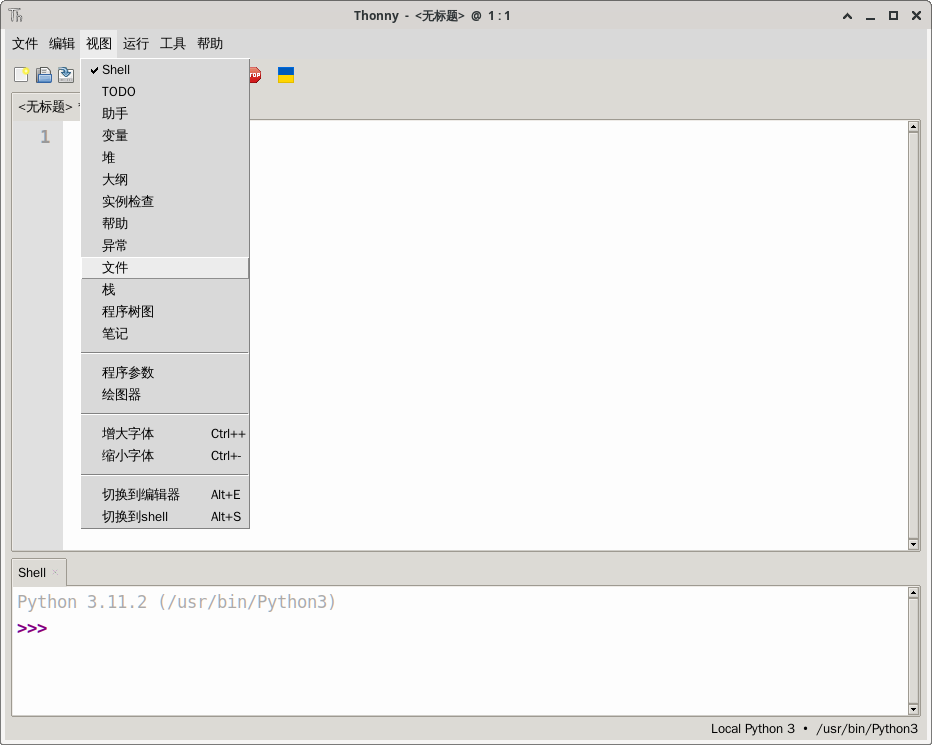 Thonny - <无标题> @ 1 : 1
文件 编辑 视图 运行 工具 帮助
Shell
TODO
助手
变量
堆
大纲
实例检查
帮助
异常
文件
栈
程序树图
笔记
程序参数
绘图器
增大字体 Ctrl++
缩小字体 Ctrl+-
切换到编辑器 Alt+E
切换到shell Alt+S
<无标题>
1
Shell
Python 3.11.2 (/usr/bin/Python3)
>>>
Local Python 3 • /usr/bin/Python3